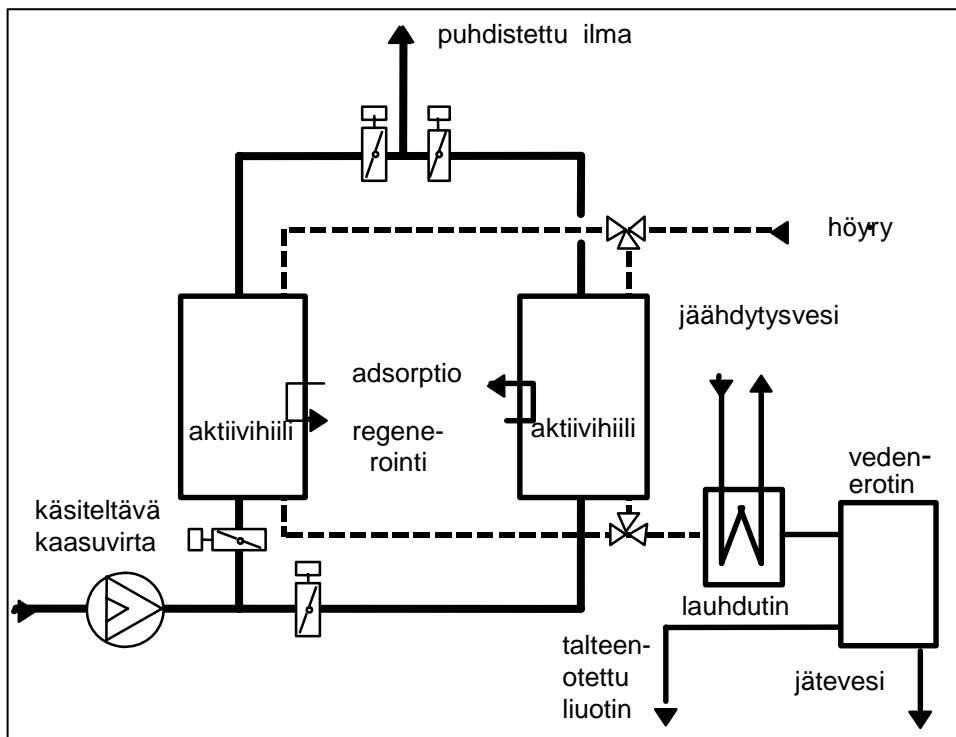 puhdistettu ilma
höyry
jäähdytysvesi
adsorptio
aktiivihiili
regene-
rointi
aktiivihiili
veden-
erotin
käsiteltävä
kaasuvirta
lauhdutin
talteen-
otettu
liuotin
jätevesi